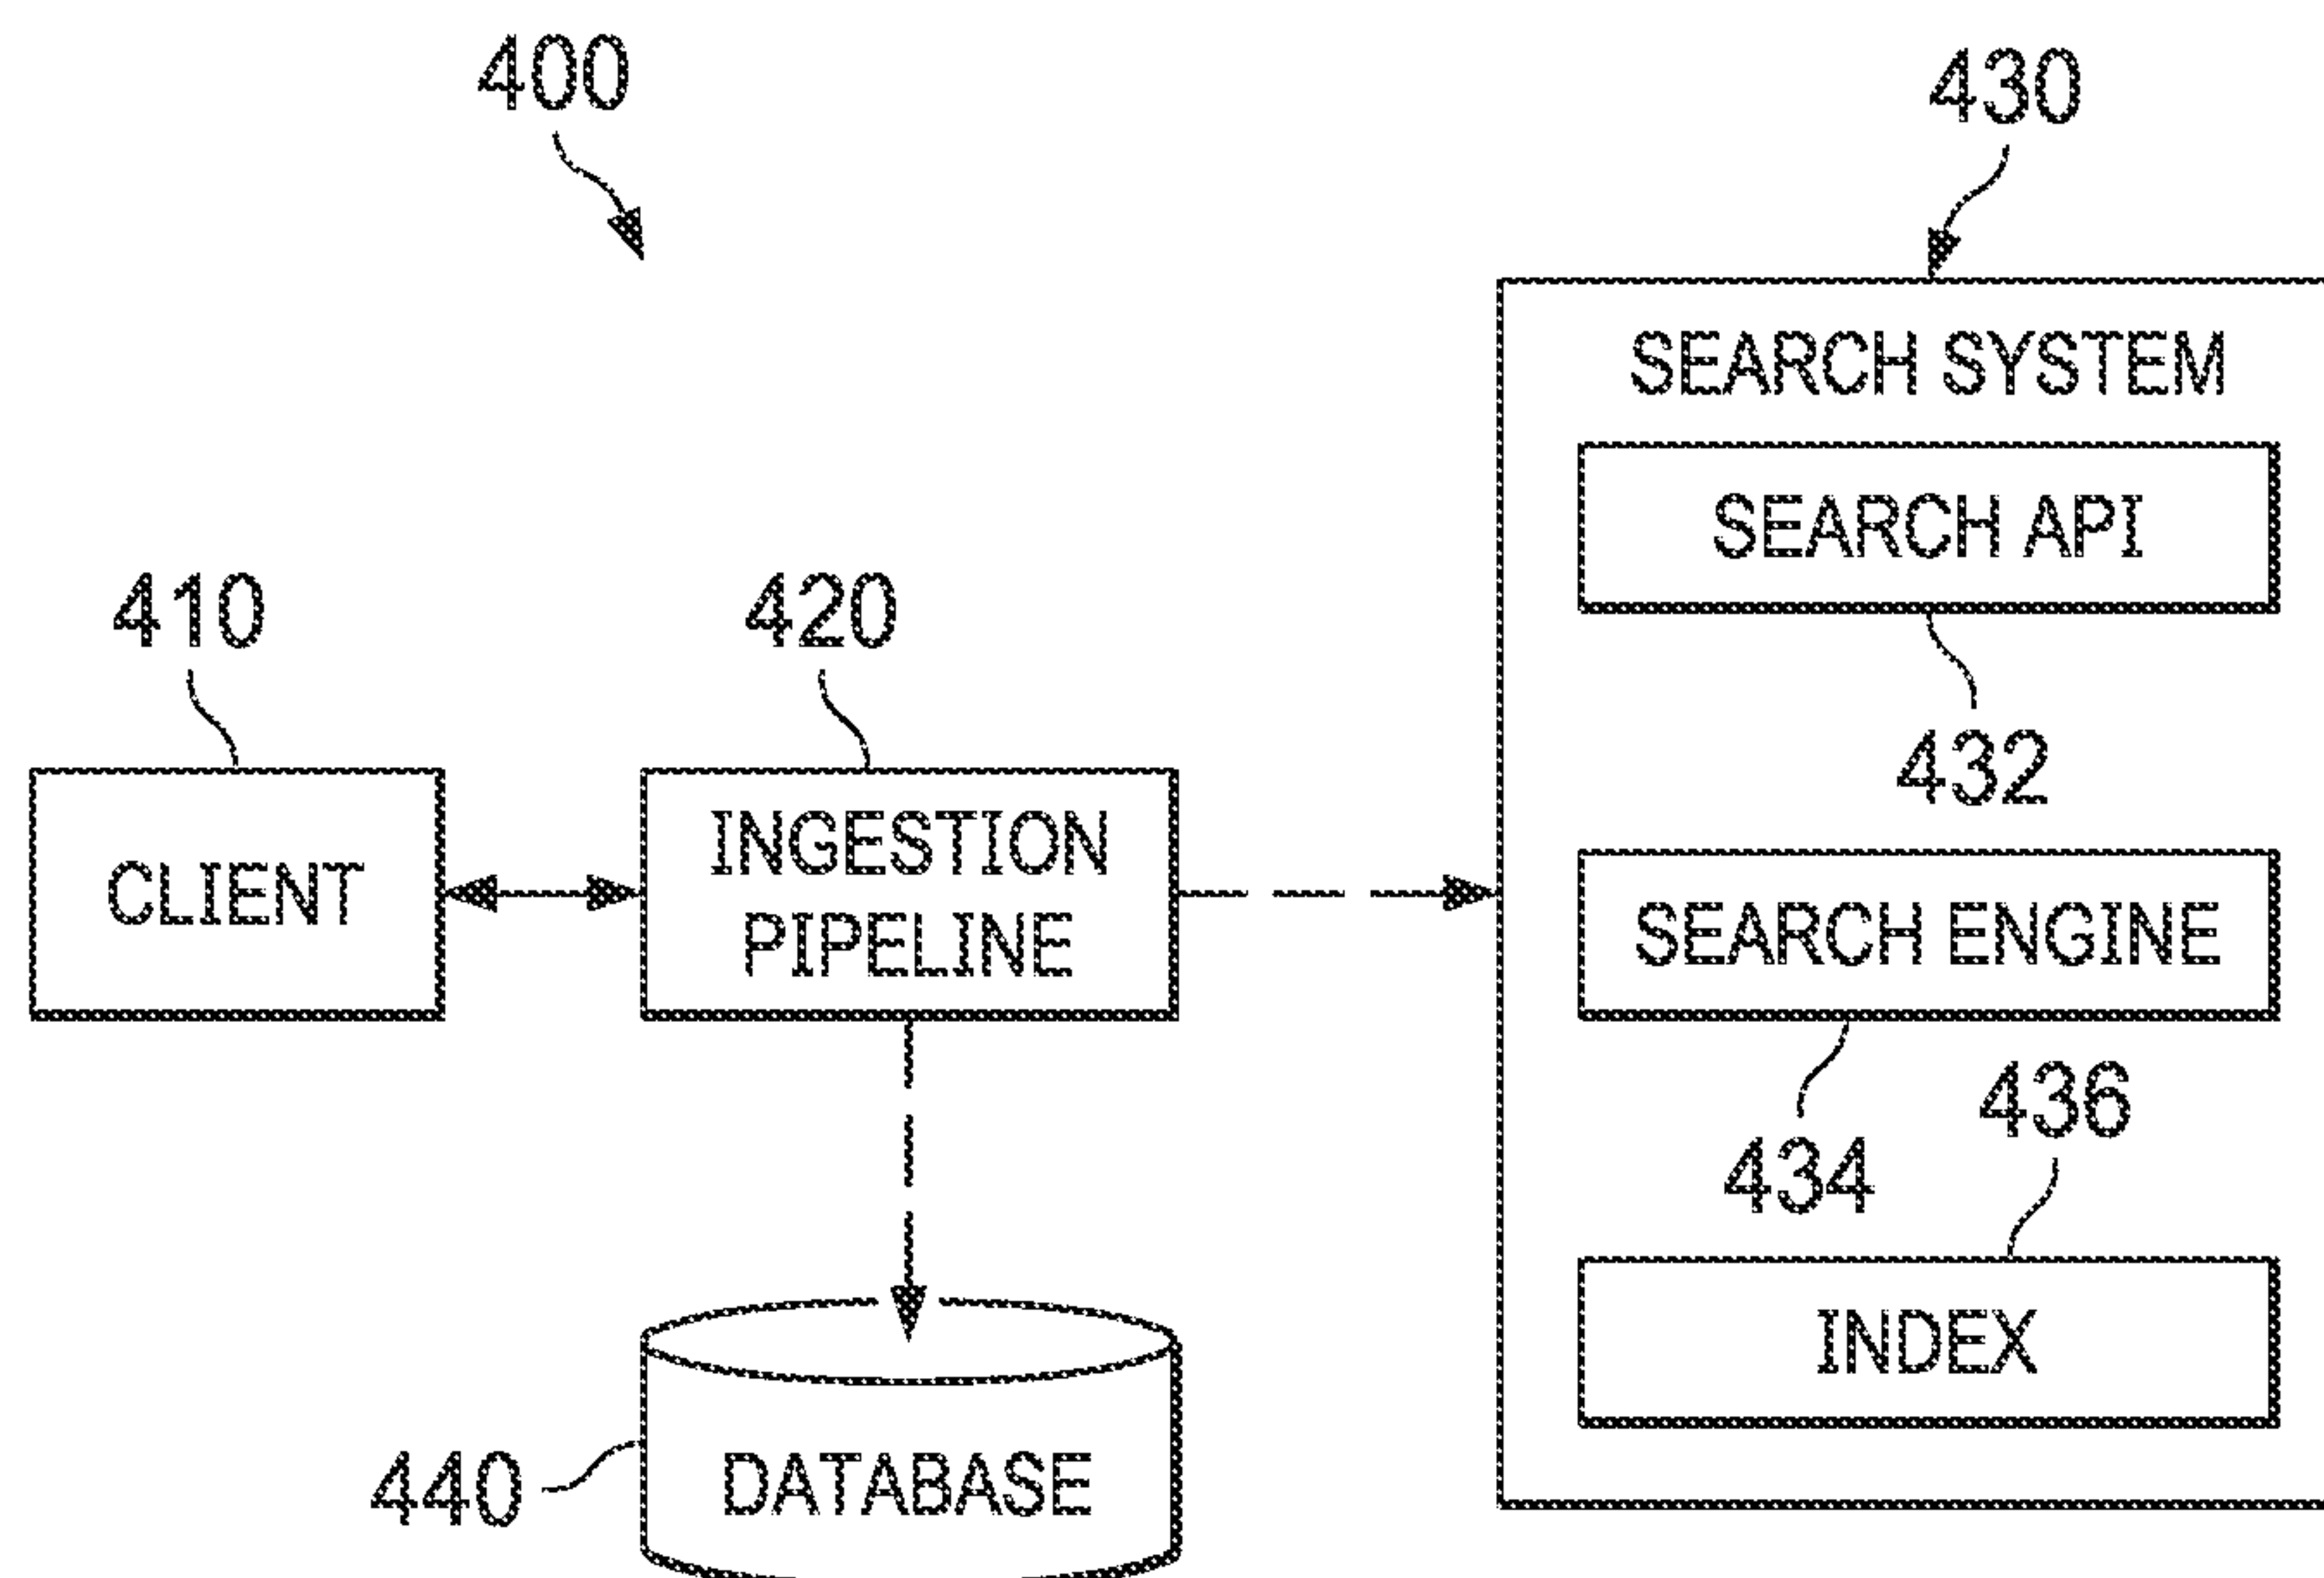 400
430
SEARCH SYSTEM
SEARCH API
432
410
420
CLIENT
INGESTION
PIPELINE
SEARCH ENGINE
434
436
INDEX
440
DATABASE